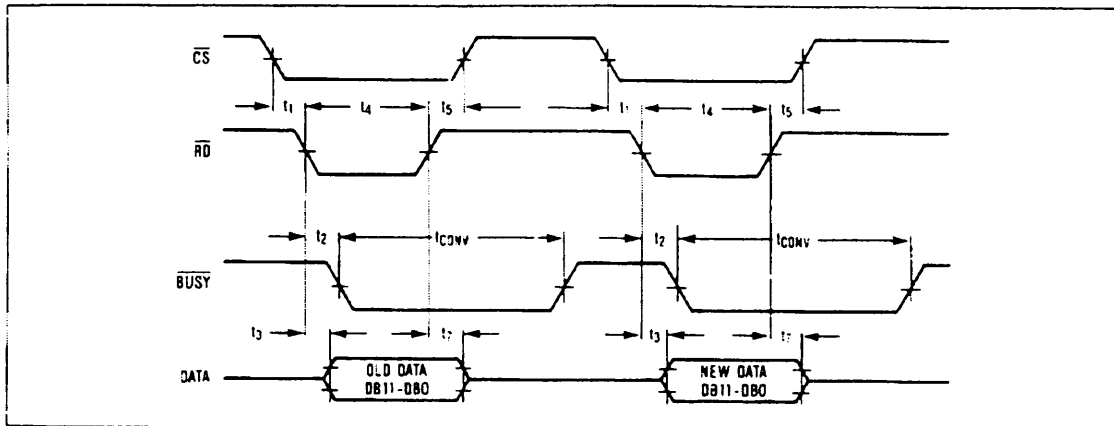 CS
t1 t4 t5 t1 t4 t5
RD
t2 tCONV t2 tCONV
BUSY
t3 t7 t3 t7
DATA
OLD DATA
DB11-DB0
NEW DATA
DB11-DB0